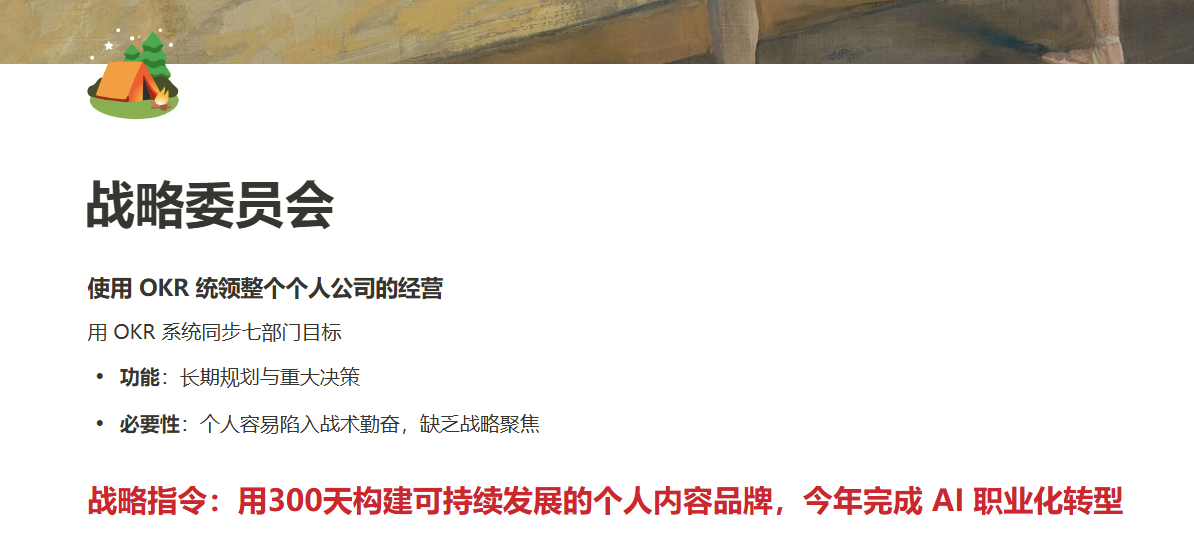 战略委员会
使用 OKR 统领整个个人公司的经营
用 OKR 系统同步七部门目标
• 功能：长期规划与重大决策
• 必要性：个人容易陷入战术勤奋，缺乏战略聚焦
战略指令：用300天构建可持续发展的个人内容品牌，今年完成 AI 职业化转型